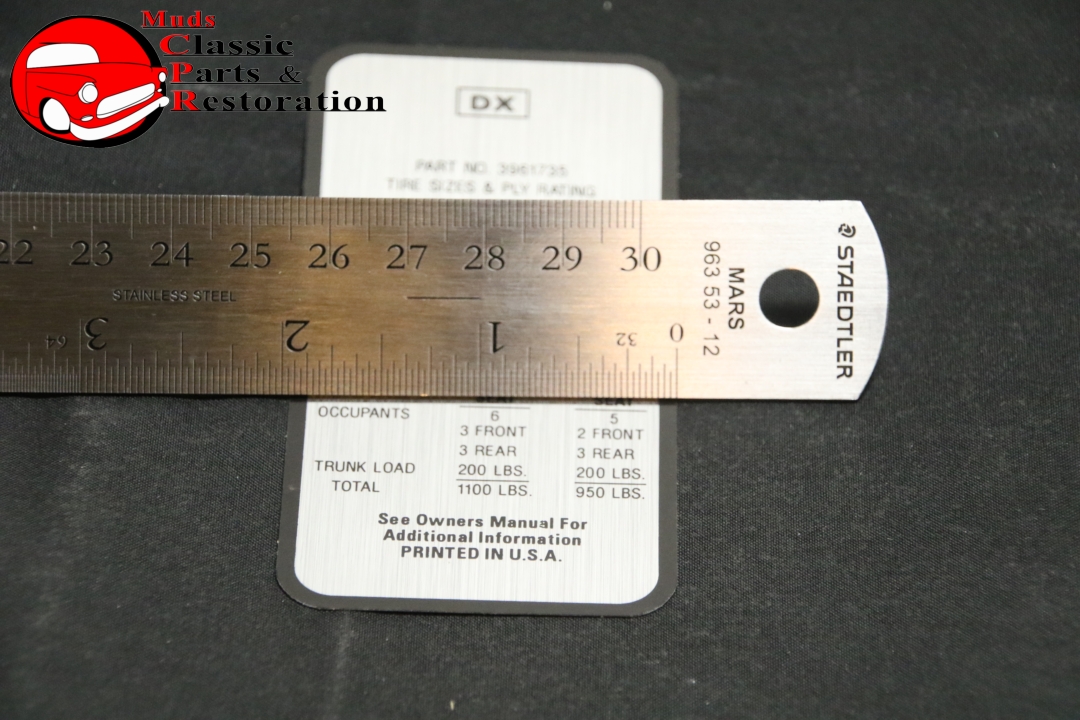 Muds
Classic
Parts &
Restoration
DX
PART NO. 3961735
TIRE SIZES & PLY RATING
22 23 24 25 26 27 28 29 30
STAINLESS STEEL
64 3 2 1 32 0
MARS
963 53 - 12
STAEDTLER
SEAT SEAT
OCCUPANTS 6 5
3 FRONT 2 FRONT
3 REAR 3 REAR
TRUNK LOAD 200 LBS. 200 LBS.
TOTAL 1100 LBS. 950 LBS.
See Owners Manual For
Additional Information
PRINTED IN U.S.A.